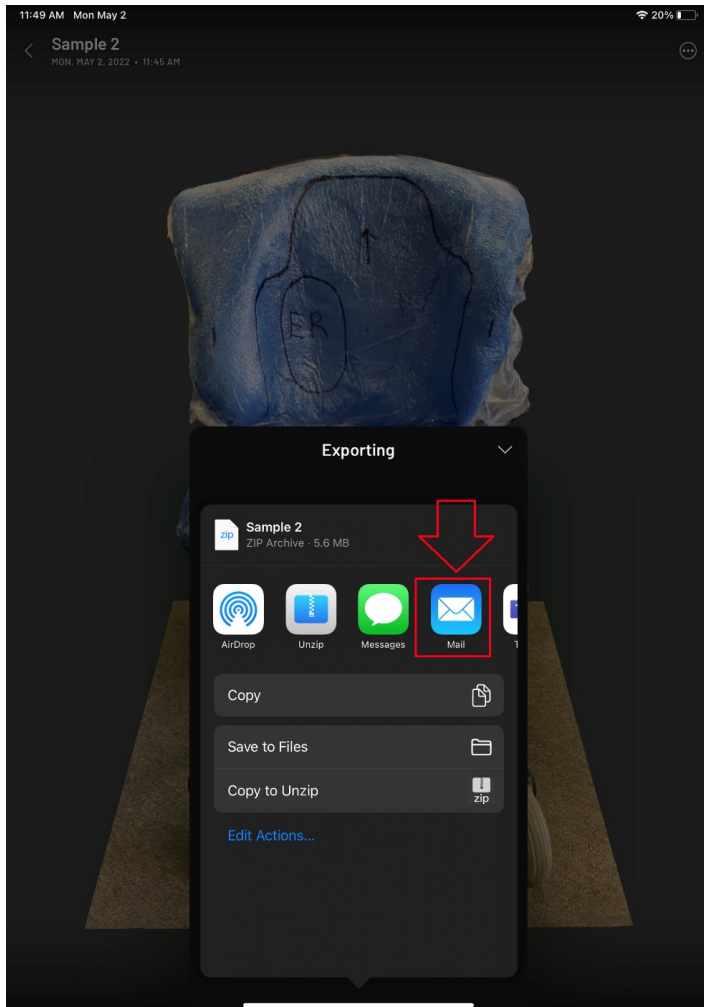 11:49 AM Mon May 2
20%
Sample 2
MON, MAY 2, 2022 • 11:45 AM
ER
Exporting
zip
Sample 2
ZIP Archive · 5.6 MB
AirDrop
Unzip
Messages
Mail
Copy
Save to Files
Copy to Unzip
zip
Edit Actions...